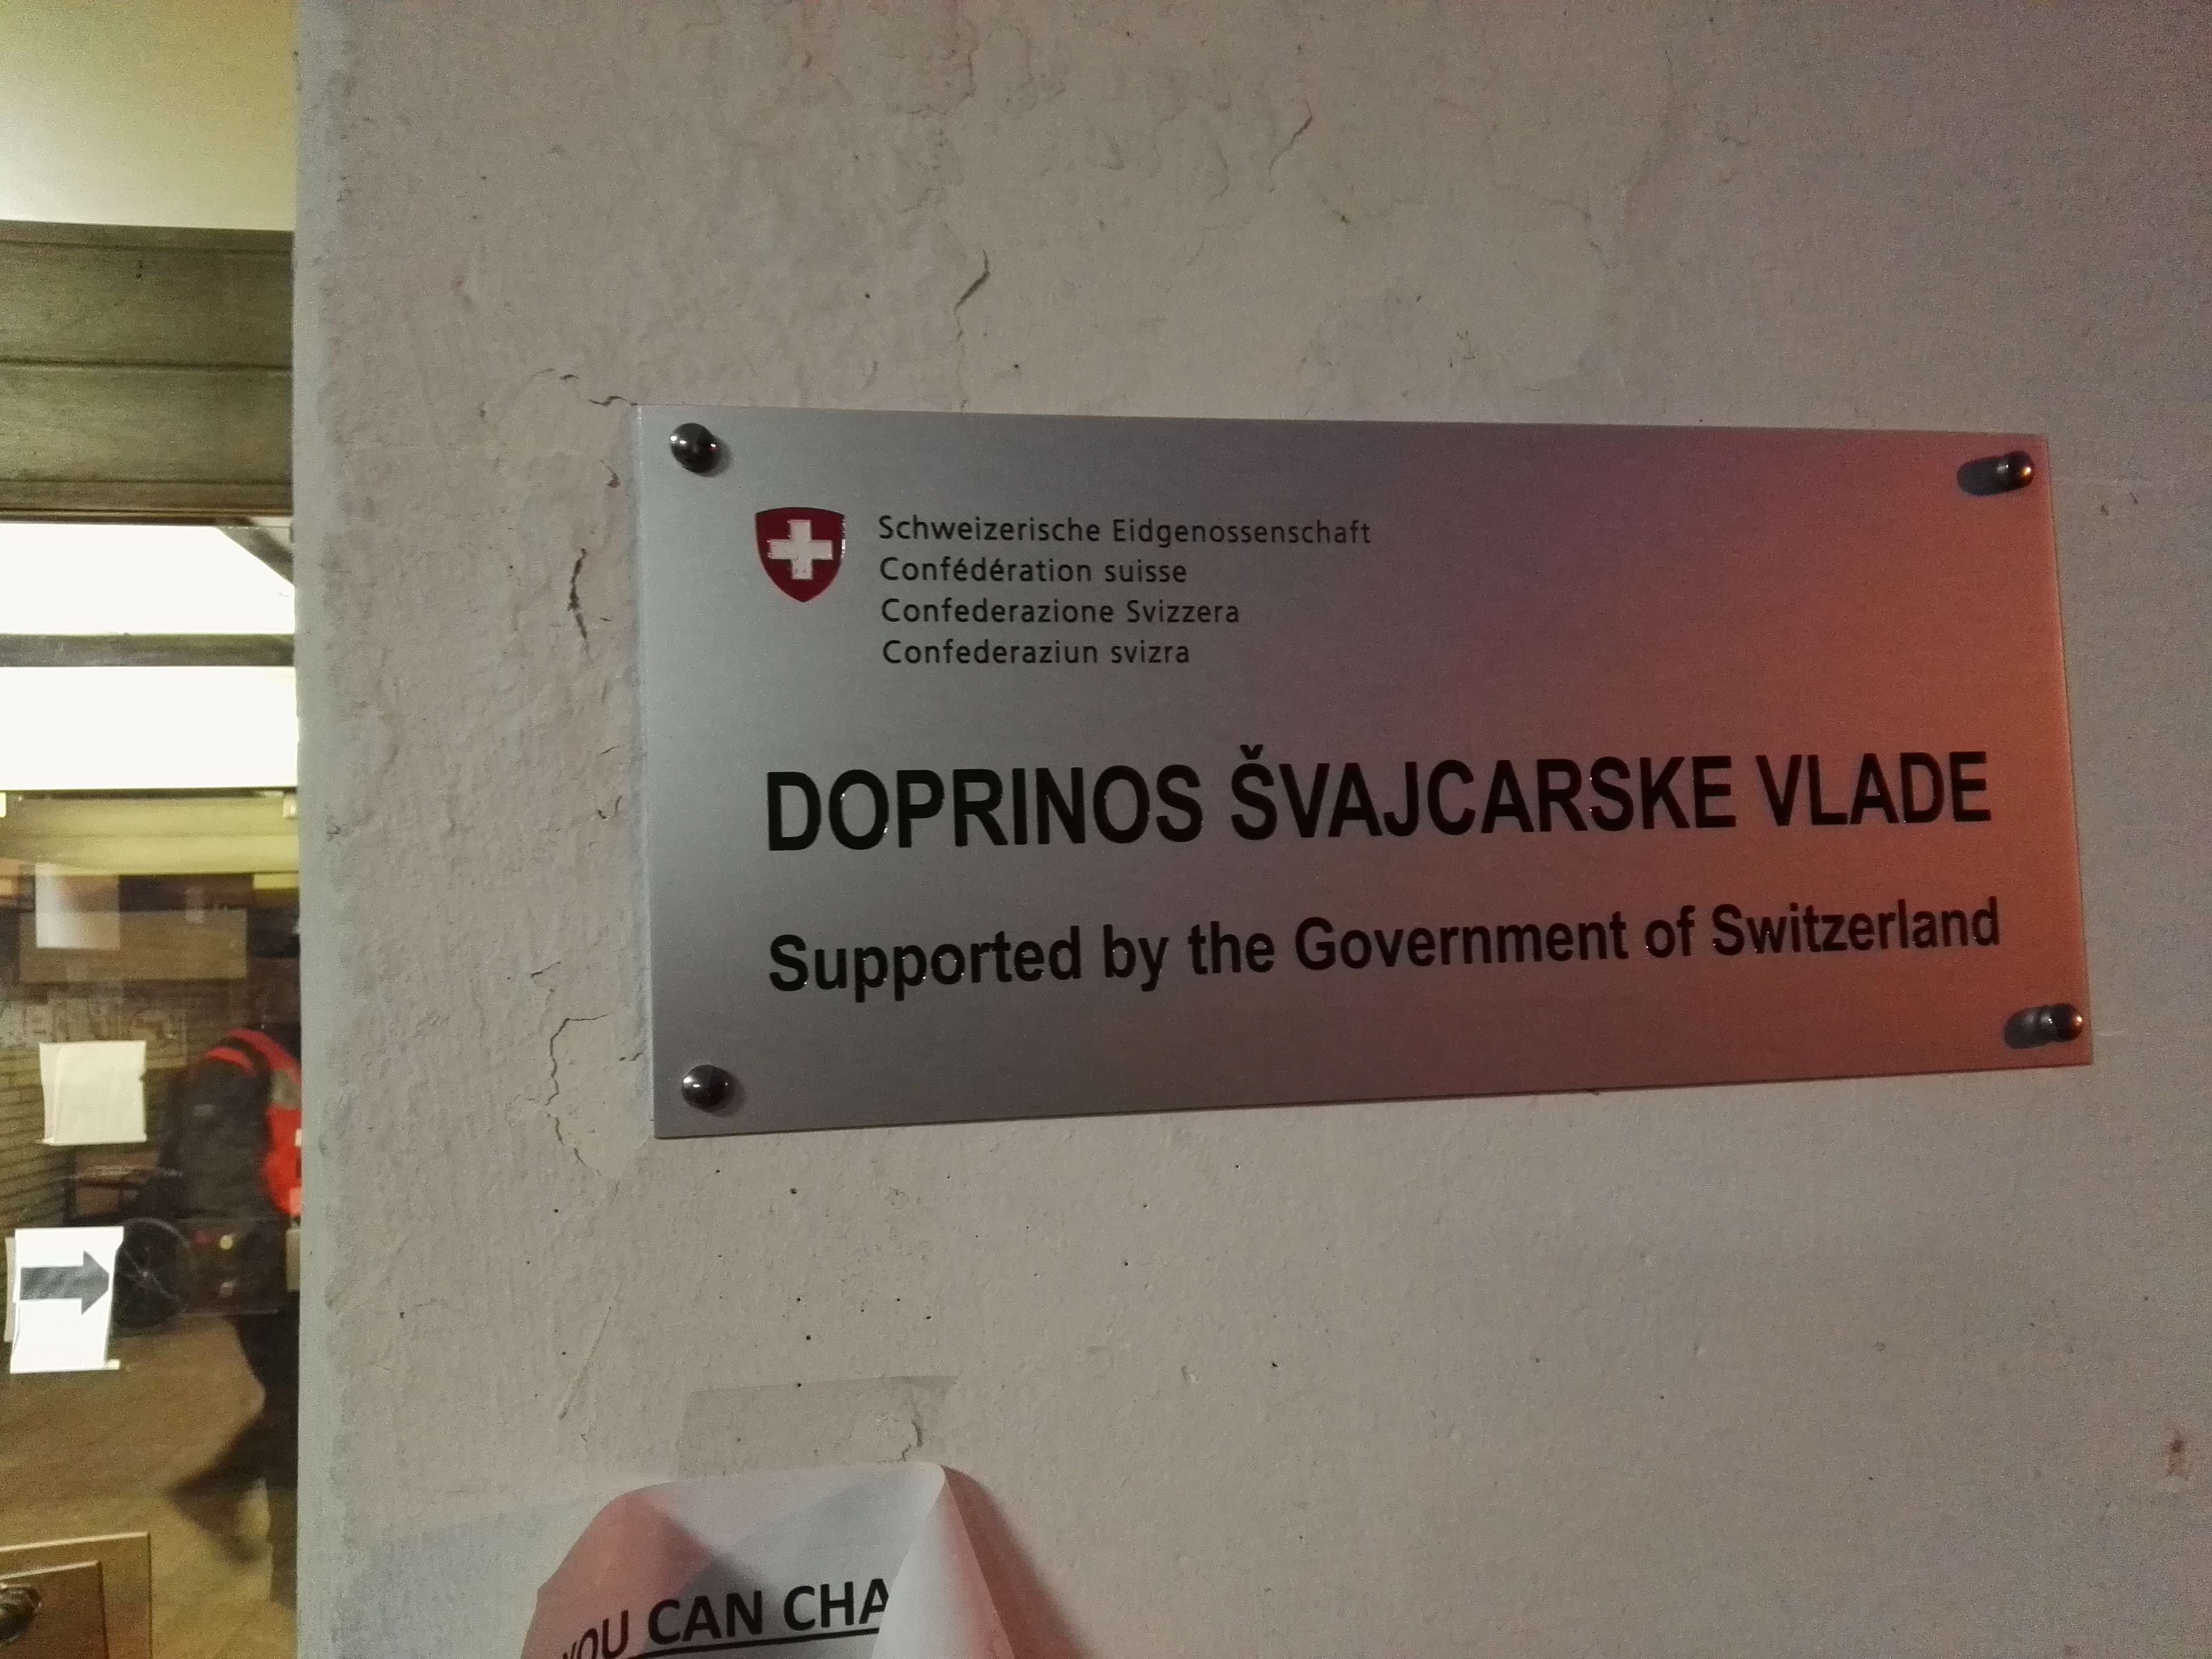 Schweizerische Eidgenossenschaft
Confédération suisse
Confederazione Svizzera
Confederaziun svizra
DOPRINOS ŠVAJCARSKE VLADE
Supported by the Government of Switzerland
YOU CAN CHA